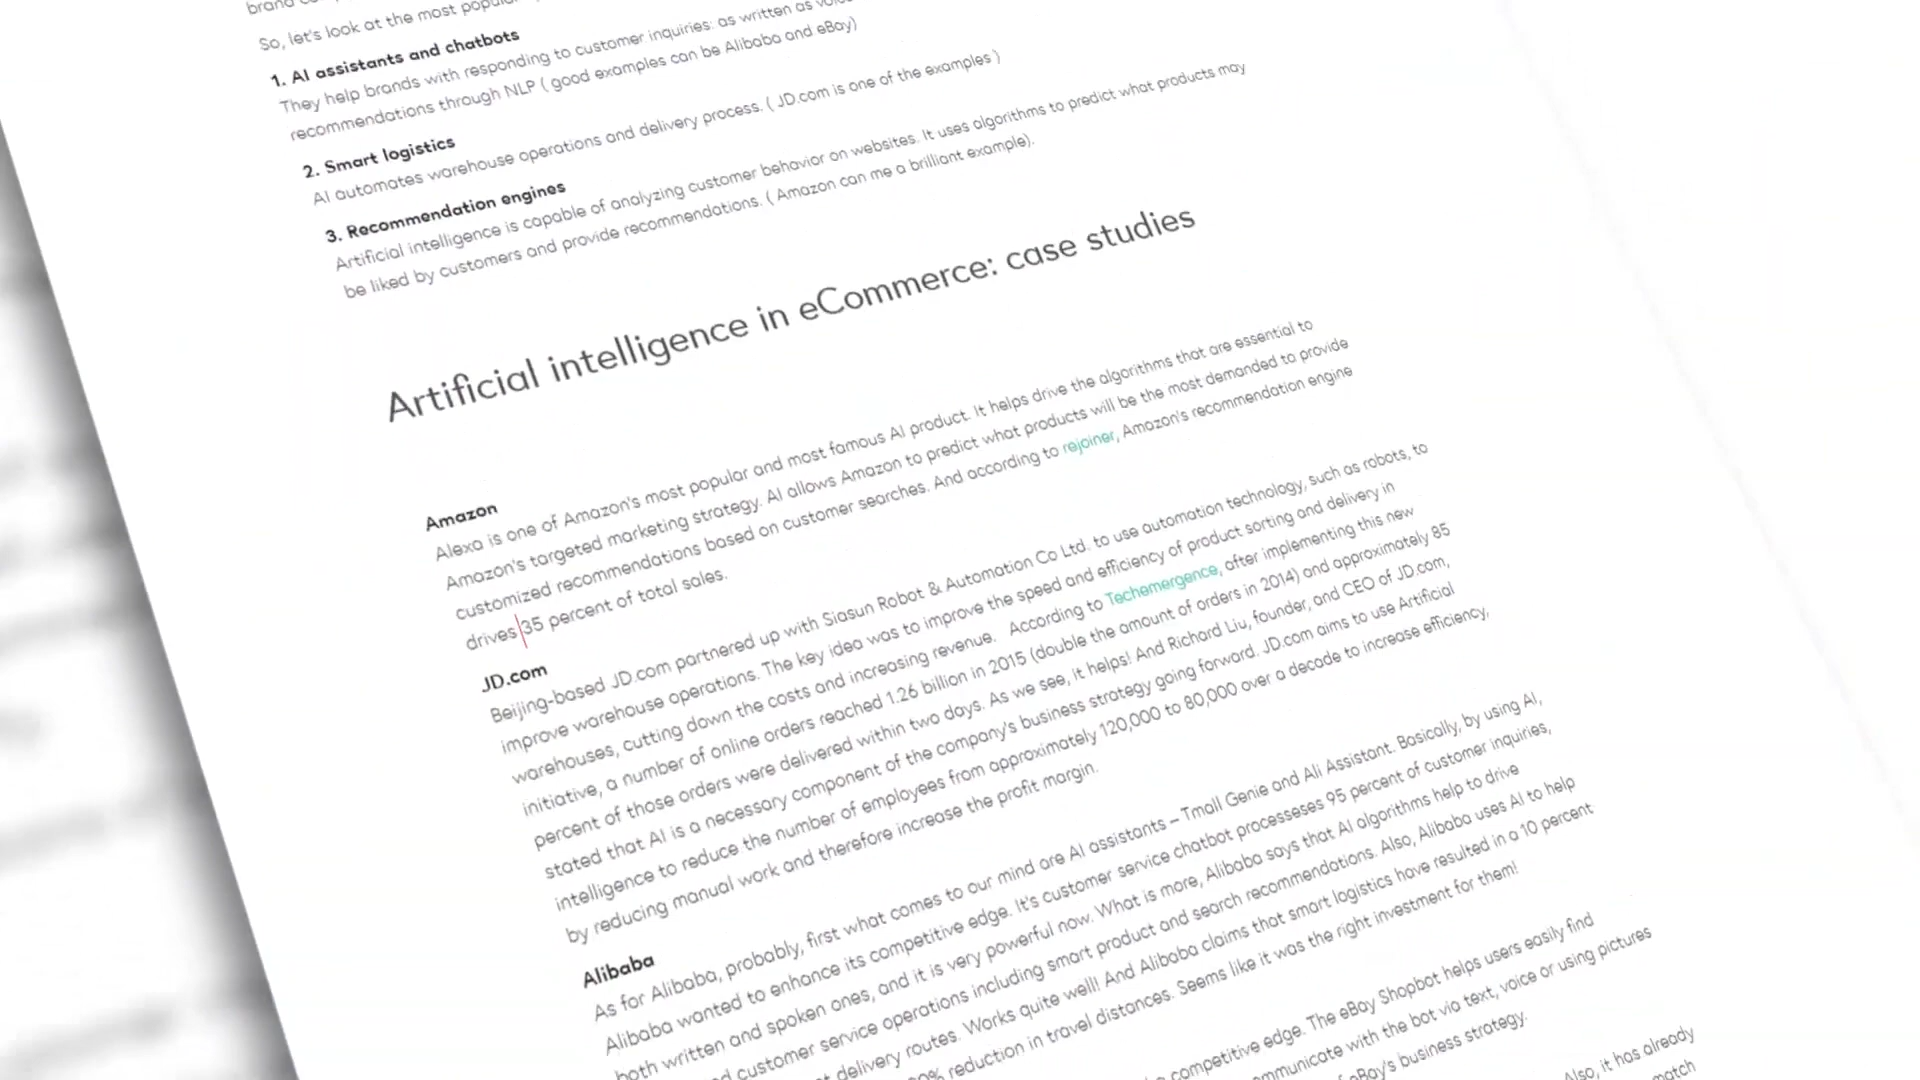 brand
So, let's look at the most popular
1. AI assistants and chatbots
They help brands with responding to customer inquiries: as written as
recommendations through NLP ( good examples can be Alibaba and eBay)
2. Smart logistics
AI automates warehouse operations and delivery process. ( JD.com is one of the examples )
3. Recommendation engines
Artificial intelligence is capable of analyzing customer behavior on websites. It uses algorithms to predict what products may
be liked by customers and provide recommendations. ( Amazon can me a brilliant example).
Artificial intelligence in eCommerce: case studies
Amazon
Alexa is one of Amazon's most popular and most famous AI product. It helps drive the algorithms that are essential to
Amazon's targeted marketing strategy. AI allows Amazon to predict what products will be the most demanded to provide
customized recommendations based on customer searches. And according to rejoiner, Amazon's recommendation engine
drives 35 percent of total sales.
JD.com
Beijing-based JD.com partnered up with Siasun Robot & Automation Co Ltd. to use automation technology, such as robots, to
improve warehouse operations. The key idea was to improve the speed and efficiency of product sorting and delivery in
warehouses, cutting down the costs and increasing revenue. According to Techemergence, after implementing this new
initiative, a number of online orders reached 1.26 billion in 2015 (double the amount of orders in 2014) and approximately 85
percent of those orders were delivered within two days. As we see, it helps! And Richard Liu, founder, and CEO of JD.com,
stated that AI is a necessary component of the company's business strategy going forward. JD.com aims to use Artificial
intelligence to reduce the number of employees from approximately 120,000 to 80,000 over a decade to increase efficiency,
by reducing manual work and therefore increase the profit margin.
Alibaba
As for Alibaba, probably, first what comes to our mind are AI assistants – Tmall Genie and Ali Assistant. Basically, by using AI,
Alibaba wanted to enhance its competitive edge. It's customer service chatbot processeses 95 percent of customer inquiries,
both written and spoken ones, and it is very powerful now. What is more, Alibaba says that AI algorithms help to drive
customer service operations including smart product and search recommendations. Also, Alibaba uses AI to help
delivery routes. Works quite well! And Alibaba claims that smart logistics have resulted in a 10 percent
reduction in travel distances. Seems like it was the right investment for them!
competitive edge. The eBay Shopbot helps users easily find
with the bot via text, voice or using pictures
eBay's business strategy.
Also, it has already
match